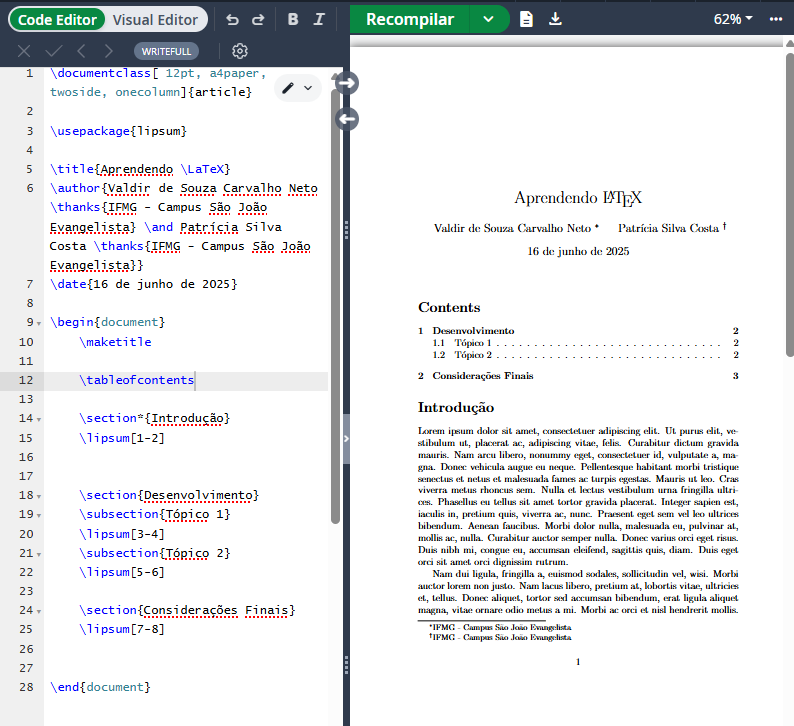 Code Editor Visual Editor B I Recompilar 62%
WRITEFULL
1 \documentclass[ 12pt, a4paper,
twoside, onecolumn]{article}
2
3 \usepackage{lipsum}
4
5 \title{Aprendendo \LaTeX}
6 \author{Valdir de Souza Carvalho Neto
\thanks{IFMG - Campus São João
Evangelista} \and Patrícia Silva
Costa \thanks{IFMG - Campus São João
Evangelista}}
7 \date{16 de junho de 2025}
8
9 \begin{document}
10 \maketitle
11
12 \tableofcontents
13
14 \section*{Introdução}
15 \lipsum[1-2]
16
17
18 \section{Desenvolvimento}
19 \subsection{Tópico 1}
20 \lipsum[3-4]
21 \subsection{Tópico 2}
22 \lipsum[5-6]
23
24 \section{Considerações Finais}
25 \lipsum[7-8]
26
27
28 \end{document}
Aprendendo LATEX
Valdir de Souza Carvalho Neto * Patrícia Silva Costa †
16 de junho de 2025
Contents
1 Desenvolvimento 2
1.1 Tópico 1 . . . . . . . . . . . . . . . . . . . . . . . . . . . . . . 2
1.2 Tópico 2 . . . . . . . . . . . . . . . . . . . . . . . . . . . . . . 2
2 Considerações Finais 3
Introdução
Lorem ipsum dolor sit amet, consectetuer adipiscing elit. Ut purus elit, ve-
stibulum ut, placerat ac, adipiscing vitae, felis. Curabitur dictum gravida
mauris. Nam arcu libero, nonummy eget, consectetuer id, vulputate a, ma-
gna. Donec vehicula augue eu neque. Pellentesque habitant morbi tristique
senectus et netus et malesuada fames ac turpis egestas. Mauris ut leo. Cras
viverra metus rhoncus sem. Nulla et lectus vestibulum urna fringilla ultri-
ces. Phasellus eu tellus sit amet tortor gravida placerat. Integer sapien est,
iaculis in, pretium quis, viverra ac, nunc. Praesent eget sem vel leo ultrices
bibendum. Aenean faucibus. Morbi dolor nulla, malesuada eu, pulvinar at,
mollis ac, nulla. Curabitur auctor semper nulla. Donec varius orci eget risus.
Duis nibh mi, congue eu, accumsan eleifend, sagittis quis, diam. Duis eget
orci sit amet orci dignissim rutrum.
Nam dui ligula, fringilla a, euismod sodales, sollicitudin vel, wisi. Morbi
auctor lorem non justo. Nam lacus libero, pretium at, lobortis vitae, ultricies
et, tellus. Donec aliquet, tortor sed accumsan bibendum, erat ligula aliquet
magna, vitae ornare odio metus a mi. Morbi ac orci et nisl hendrerit mollis.
*IFMG - Campus São João Evangelista
†IFMG - Campus São João Evangelista
1